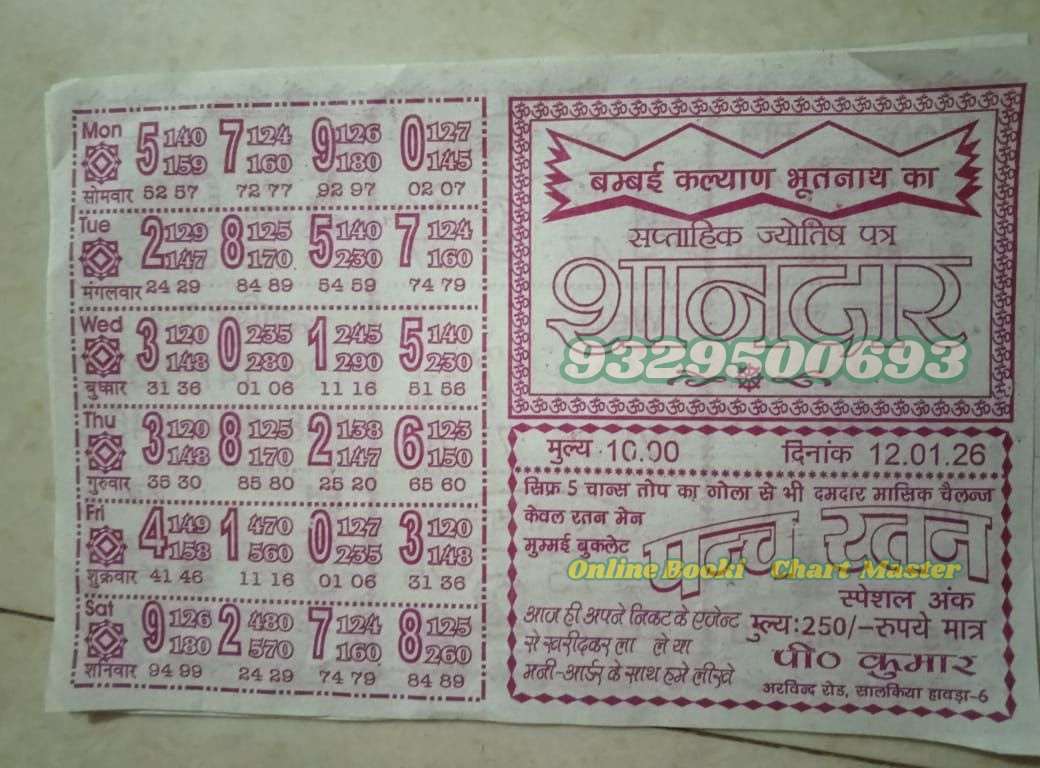 Mon 5 140 7 124 9 126 0 127
159 160 180 145
सोमवार 52 57 72 77 92 97 02 07
Tue 2 129 8 125 5 140 7 124
147 170 230 160
मंगलवार 24 29 84 89 54 59 74 79
Wed 3 120 0 235 1 245 5 140
148 280 290 230
बुधवार 31 36 01 06 11 16 51 56
Thu 3 120 8 125 2 138 6 123
148 170 147 150
गुरुवार 35 30 85 80 25 20 65 60
Fri 4 149 1 470 0 127 3 120
158 560 235 148
शुक्रवार 41 46 11 16 01 06 31 36
Sat 9 126 2 480 7 124 8 125
180 570 160 260
शनिवार 94 99 24 29 74 79 84 89
बम्बई कल्याण भूतनाथ का
सप्ताहिक ज्योतिष पत्र
शानदार
9329500693
मुल्य 10.00 दिनांक 12.01.26
सिफ्र 5 चान्स तोप का गोला से भी दमदार मासिक चैलन्ज
केवल रतन मेन
मुम्मई बुकलेट
पन्च रतन
Online Booki Chart Master
स्पेशल अंक
आज ही अपने निकट के एजेन्ट मुल्य:250/-रुपये मात्र
से खरीदकर ला ले या
पी० कुमार
मनी-आर्डर के साथ हमे लीखे
अरविन्द रोड, सालकिया हावड़ा-6